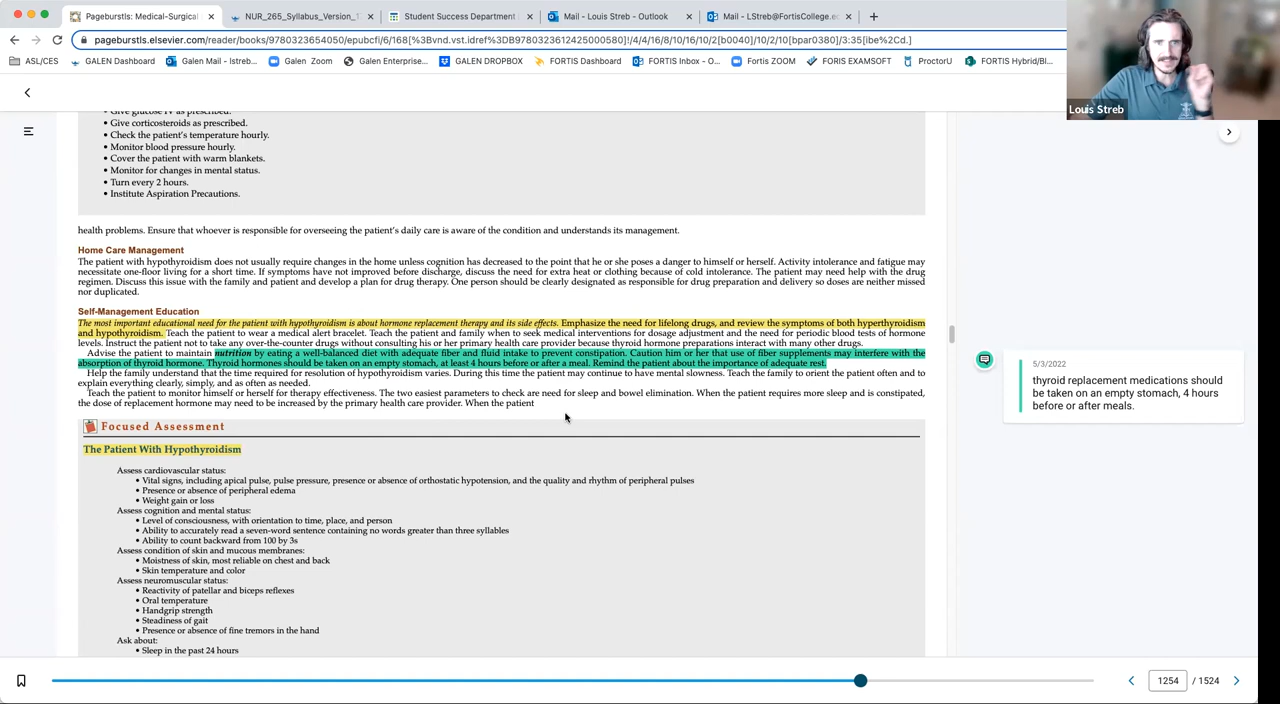 Pageburstls: Medical-Surgical
NUR_265_Syllabus_Version_1
Student Success Department
Mail - Louis Streb - Outlook
Mail - LStreb@FortisCollege.e
pageburstls.elsevier.com/reader/books/9780323654050/epubcfi/6/168[%3Bvnd.vst.idref%3DB9780323612425000580]!/4/4/16/8/10/16/10/2[b0040]/10/2/10[bpar0380]/3:35[ibe%2Cd.]
ASL/CES
GALEN Dashboard
Galen Mail - lstreb...
Galen Zoom
Galen Enterprise...
GALEN DROPBOX
FORTIS Dashboard
FORTIS Inbox - O...
Fortis ZOOM
FORIS EXAMSOFT
ProctorU
FORTIS Hybrid/Bl...
Louis Streb
• Give glucose IV as prescribed.
• Give corticosteroids as prescribed.
• Check the patient's temperature hourly.
• Monitor blood pressure hourly.
• Cover the patient with warm blankets.
• Monitor for changes in mental status.
• Turn every 2 hours.
• Institute Aspiration Precautions.
health problems. Ensure that whoever is responsible for overseeing the patient's daily care is aware of the condition and understands its management.
Home Care Management
The patient with hypothyroidism does not usually require changes in the home unless cognition has decreased to the point that he or she poses a danger to himself or herself. Activity intolerance and fatigue may
necessitate one-floor living for a short time. If symptoms have not improved before discharge, discuss the need for extra heat or clothing because of cold intolerance. The patient may need help with the drug
regimen. Discuss this issue with the family and patient and develop a plan for drug therapy. One person should be clearly designated as responsible for drug preparation and delivery so doses are neither missed
nor duplicated.
Self-Management Education
The most important educational need for the patient with hypothyroidism is about hormone replacement therapy and its side effects. Emphasize the need for lifelong drugs, and review the symptoms of both hyperthyroidism
and hypothyroidism. Teach the patient to wear a medical alert bracelet. Teach the patient and family when to seek medical interventions for dosage adjustment and the need for periodic blood tests of hormone
levels. Instruct the patient not to take any over-the-counter drugs without consulting his or her primary health care provider because thyroid hormone preparations interact with many other drugs.
Advise the patient to maintain nutrition by eating a well-balanced diet with adequate fiber and fluid intake to prevent constipation. Caution him or her that use of fiber supplements may interfere with the
absorption of thyroid hormone. Thyroid hormones should be taken on an empty stomach, at least 4 hours before or after a meal. Remind the patient about the importance of adequate rest.
Help the family understand that the time required for resolution of hypothyroidism varies. During this time the patient may continue to have mental slowness. Teach the family to orient the patient often and to
explain everything clearly, simply, and as often as needed.
Teach the patient to monitor himself or herself for therapy effectiveness. The two easiest parameters to check are need for sleep and bowel elimination. When the patient requires more sleep and is constipated,
the dose of replacement hormone may need to be increased by the primary health care provider. When the patient
Focused Assessment
The Patient With Hypothyroidism
Assess cardiovascular status:
• Vital signs, including apical pulse, pulse pressure, presence or absence of orthostatic hypotension, and the quality and rhythm of peripheral pulses
• Presence or absence of peripheral edema
• Weight gain or loss
Assess cognition and mental status:
• Level of consciousness, with orientation to time, place, and person
• Ability to accurately read a seven-word sentence containing no words greater than three syllables
• Ability to count backward from 100 by 3s
Assess condition of skin and mucous membranes:
• Moistness of skin, most reliable on chest and back
• Skin temperature and color
Assess neuromuscular status:
• Reactivity of patellar and biceps reflexes
• Oral temperature
• Handgrip strength
• Steadiness of gait
• Presence or absence of fine tremors in the hand
Ask about:
• Sleep in the past 24 hours
5/3/2022
thyroid replacement medications should
be taken on an empty stomach, 4 hours
before or after meals.
1254 / 1524